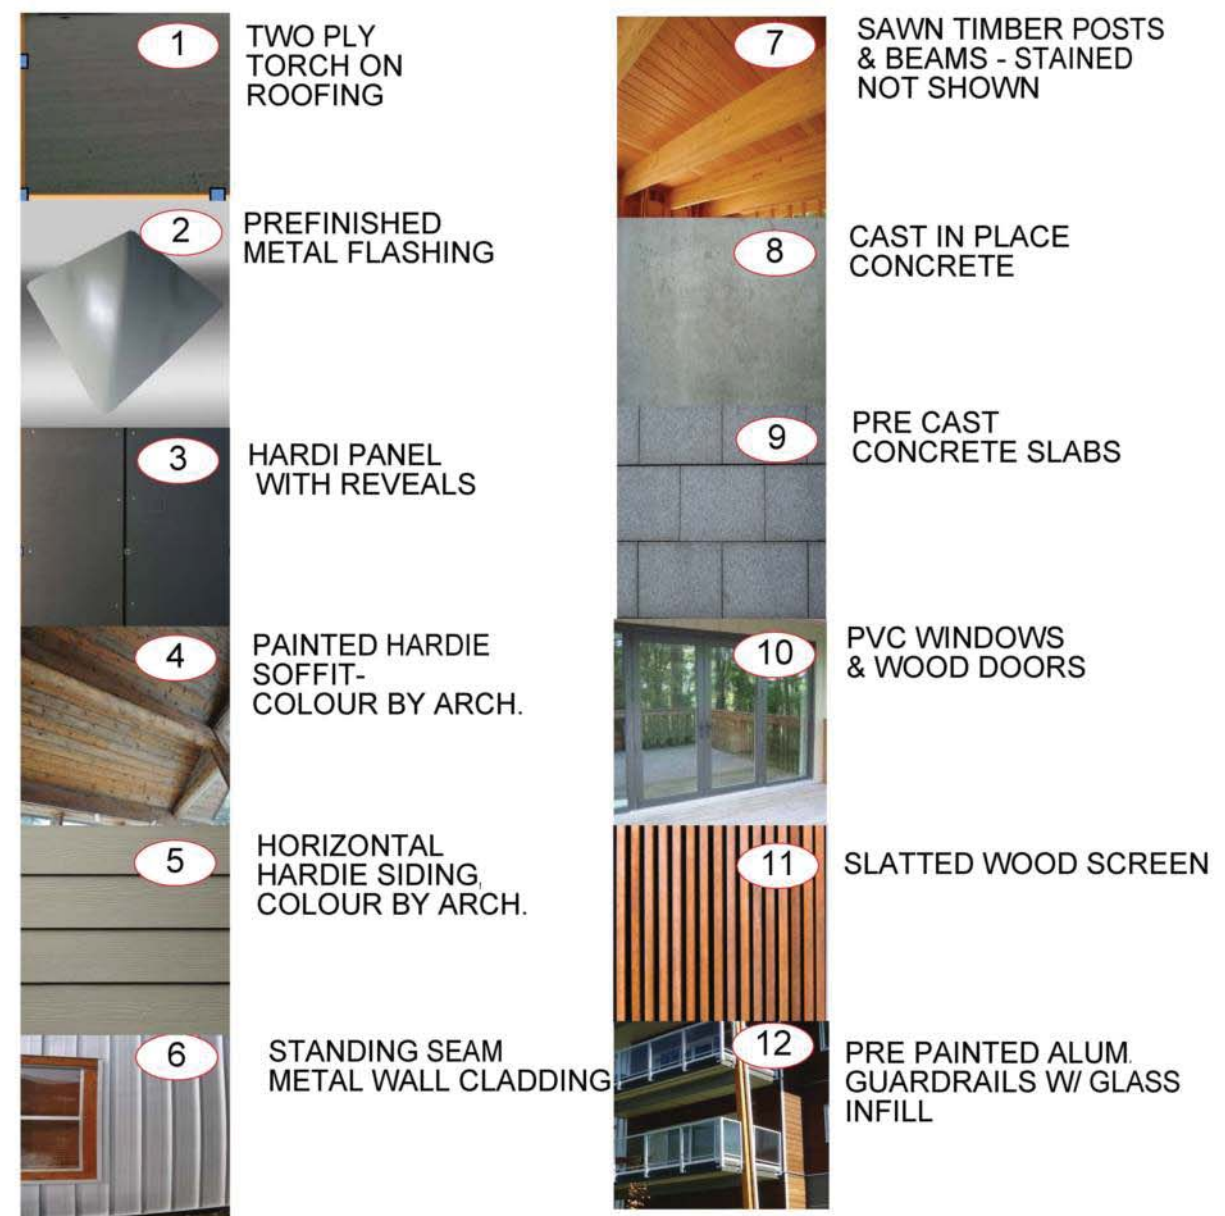 1
TWO PLY
TORCH ON
ROOFING
2
PREFINISHED
METAL FLASHING
3
HARDI PANEL
WITH REVEALS
4
PAINTED HARDIE
SOFFIT-
COLOUR BY ARCH.
5
HORIZONTAL
HARDIE SIDING,
COLOUR BY ARCH.
6
STANDING SEAM
METAL WALL CLADDING
7
SAWN TIMBER POSTS
& BEAMS - STAINED
NOT SHOWN
8
CAST IN PLACE
CONCRETE
9
PRE CAST
CONCRETE SLABS
10
PVC WINDOWS
& WOOD DOORS
11
SLATTED WOOD SCREEN
12
PRE PAINTED ALUM.
GUARDRAILS W/ GLASS
INFILL